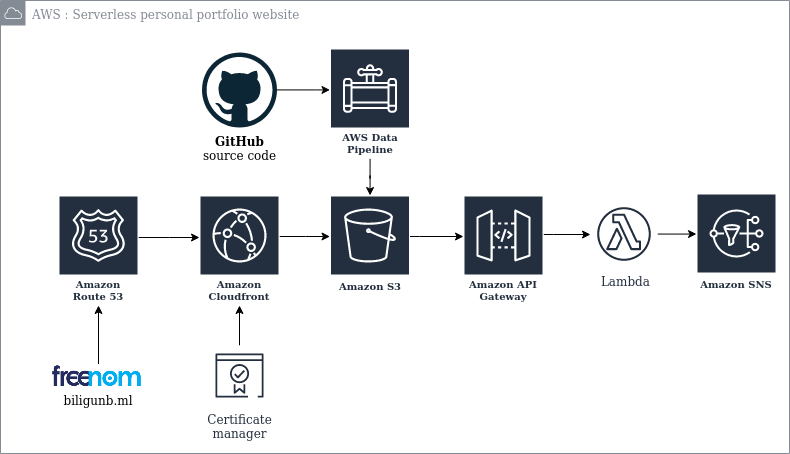 AWS : Serverless personal portfolio website
GitHub
source code
AWS Data
Pipeline
53
Amazon
Route 53
Amazon
Cloudfront
Amazon S3
</>
Amazon API
Gateway
Lambda
Amazon SNS
freenom
biligunb.ml
Certificate
manager